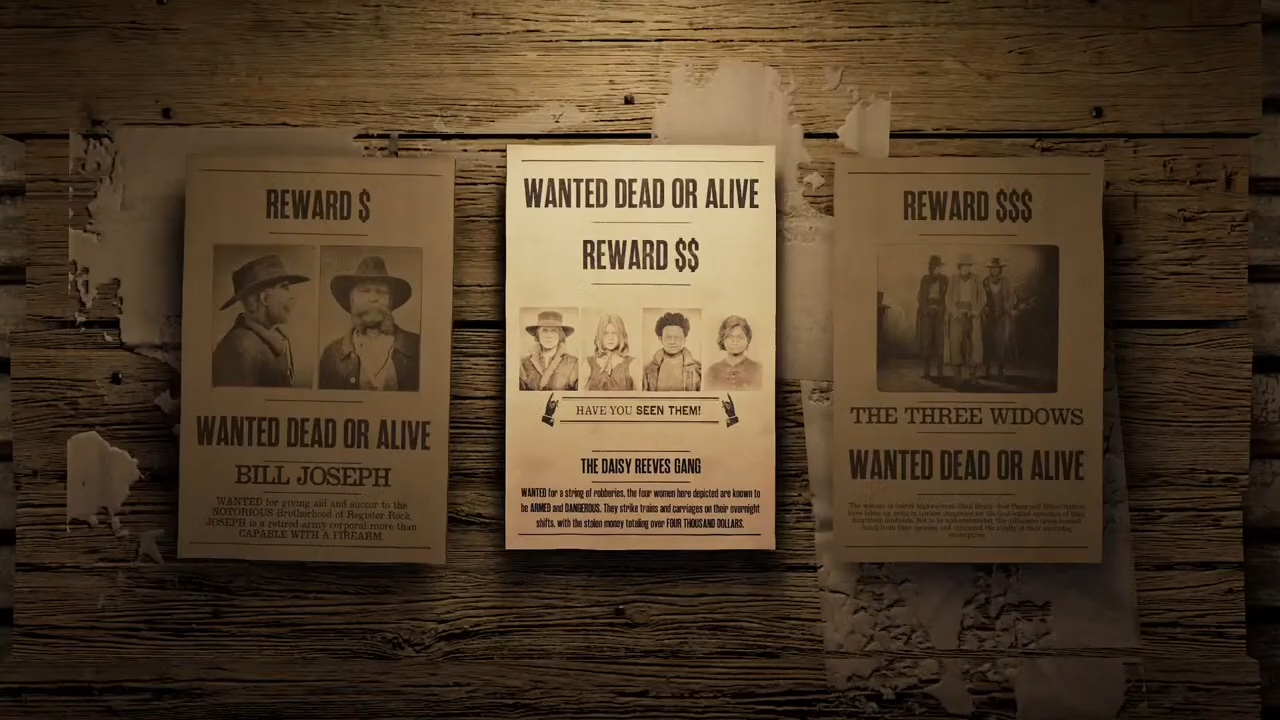 REWARD $
WANTED DEAD OR ALIVE
BILL JOSEPH
WANTED for giving aid and succor to the
NOTORIOUS Brotherhood of Register Rock,
JOSEPH is a retired army corporal more than
CAPABLE WITH A FIREARM
WANTED DEAD OR ALIVE
REWARD $$
HAVE YOU SEEN THEM!
THE DAISY REEVES GANG
WANTED for a string of robberies, the four women here depicted are known to
be ARMED and DANGEROUS. They strike trains and carriages on their overnight
shifts, with the stolen money totaling over FOUR THOUSAND DOLLARS.
REWARD $$$
THE THREE WIDOWS
WANTED DEAD OR ALIVE